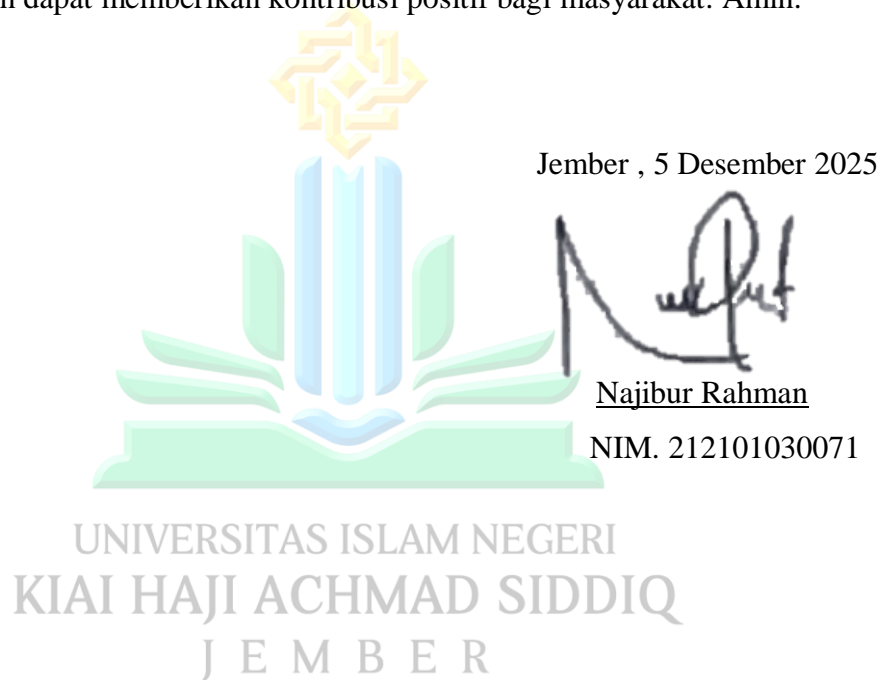 dapat memberikan kontribusi positif bagi masyarakat. Amin.
Jember , 5 Desember 2025
Najibur Rahman
NIM. 212101030071
UNIVERSITAS ISLAM NEGERI
KIAI HAJI ACHMAD SIDDIQ
J E M B E R